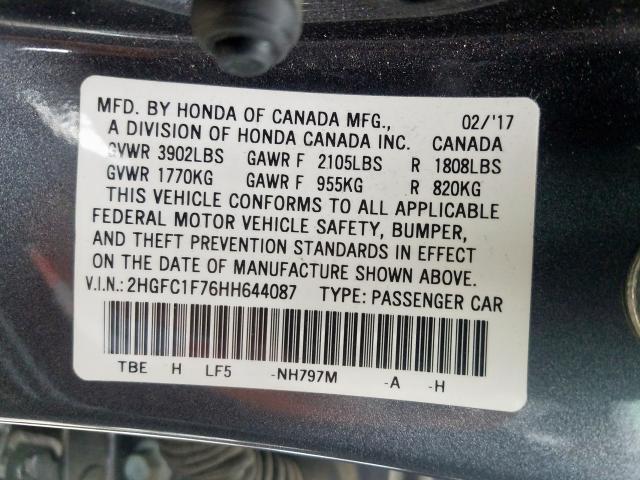 MFD. BY HONDA OF CANADA MFG., 02/'17
A DIVISION OF HONDA CANADA INC. CANADA
GVWR 3902LBS GAWR F 2105LBS R 1808LBS
GVWR 1770KG GAWR F 955KG R 820KG
THIS VEHICLE CONFORMS TO ALL APPLICABLE
FEDERAL MOTOR VEHICLE SAFETY, BUMPER,
AND THEFT PREVENTION STANDARDS IN EFFECT
ON THE DATE OF MANUFACTURE SHOWN ABOVE.
V.I.N.: 2HGFC1F76HH644087 TYPE: PASSENGER CAR
TBE H LF5 -NH797M -A -H